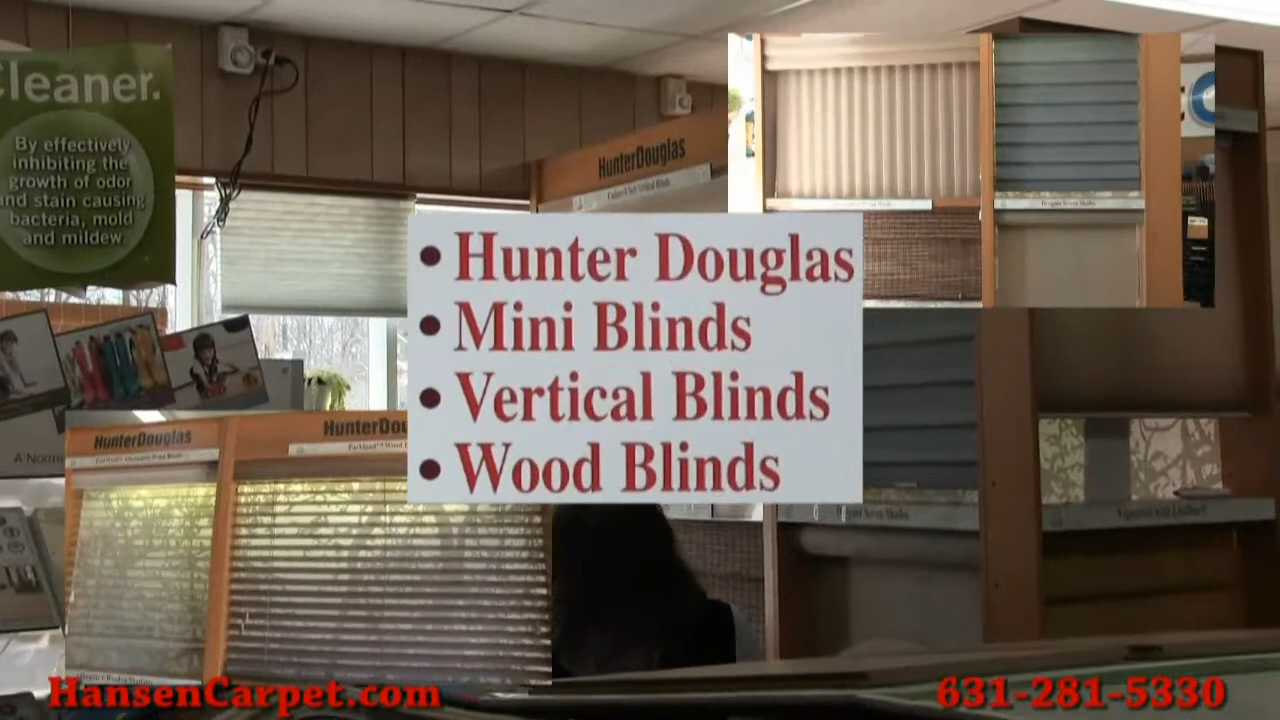 Cleaner.
By effectively
inhibiting the
growth of odor
and stain causing
bacteria, mold
and mildew
HunterDouglas
• Hunter Douglas
• Mini Blinds
• Vertical Blinds
• Wood Blinds
HunterDouglas
HunterDou
HansenCarpet.com
631-281-5330